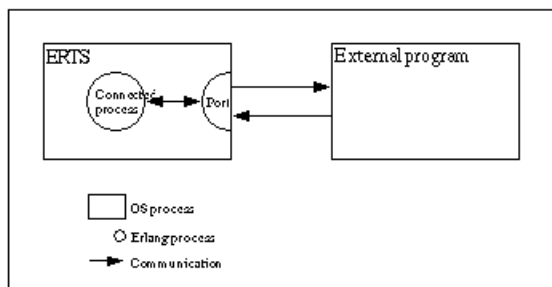 ERTS
Connected
process
Port
External program
OS process
Erlang process
Communication